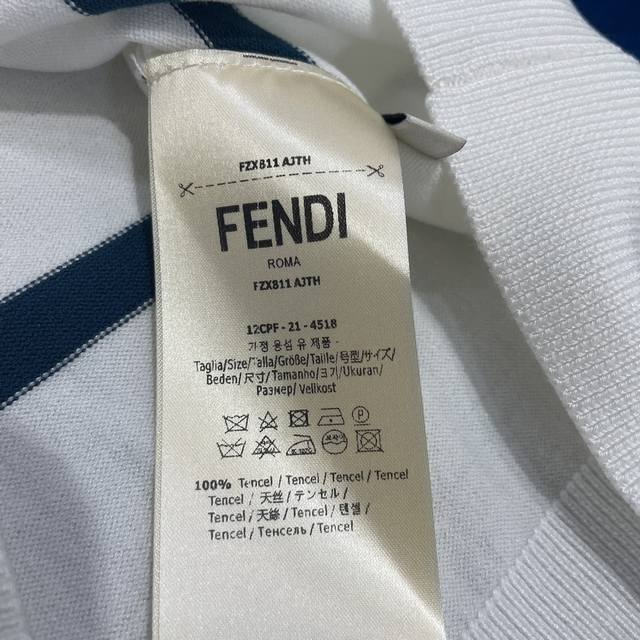 FZX811 AJTH
FENDI
ROMA
FZX811 AJTH
12CPF - 21 - 4518
가정 용섬 유 제품 -
Taglia/Size/Talla/Größe/Taille/号型/サイズ/
Beden/尺寸/Tamanho/크기/Ukuran/
Размер/ Vellkost
P
100% Tencel / Tencel / Tencel / Tencel
Tencel / 天丝 / テンセル /
Tencel / 天絲 / Tencel / 텐셀 /
Tencel / Тенсель / Tencel